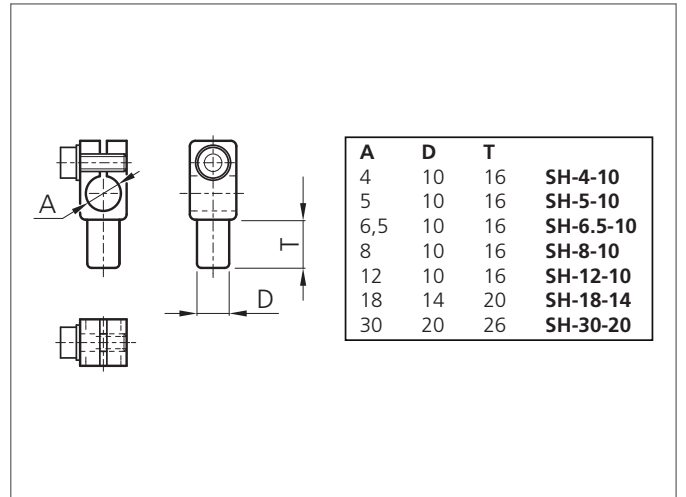 A
T
D
A D T
4 10 16 SH-4-10
5 10 16 SH-5-10
6,5 10 16 SH-6.5-10
8 10 16 SH-8-10
12 10 16 SH-12-10
18 14 20 SH-18-14
30 20 26 SH-30-20